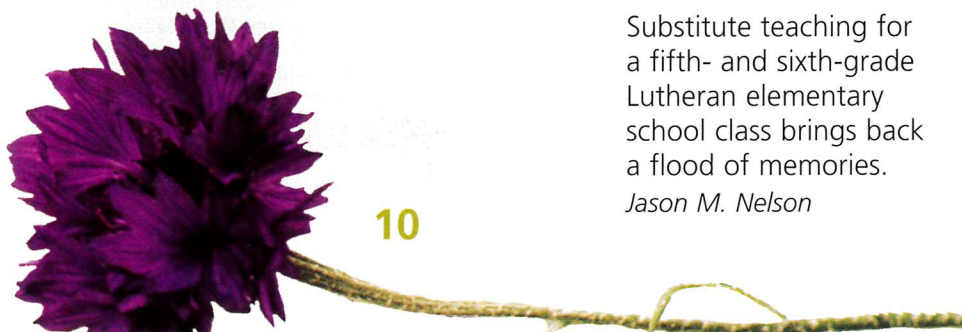 Substitute teaching for
a fifth- and sixth-grade
Lutheran elementary
school class brings back
a flood of memories.
Jason M. Nelson
10